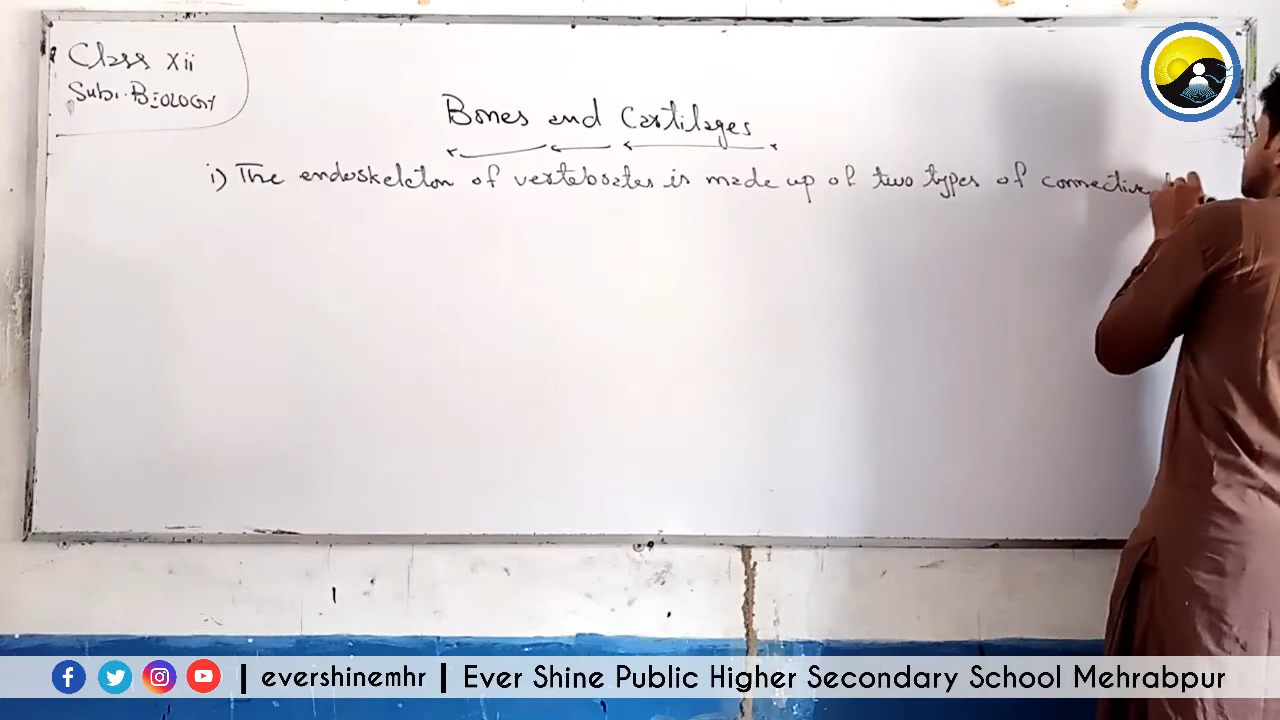 Class Xii
Sub:. BIOLOGY
Bones and Cartilages
i) The endoskeleton of vertebrates is made up of two types of connective
| evershinemhr | Ever Shine Public Higher Secondary School Mehrabpur